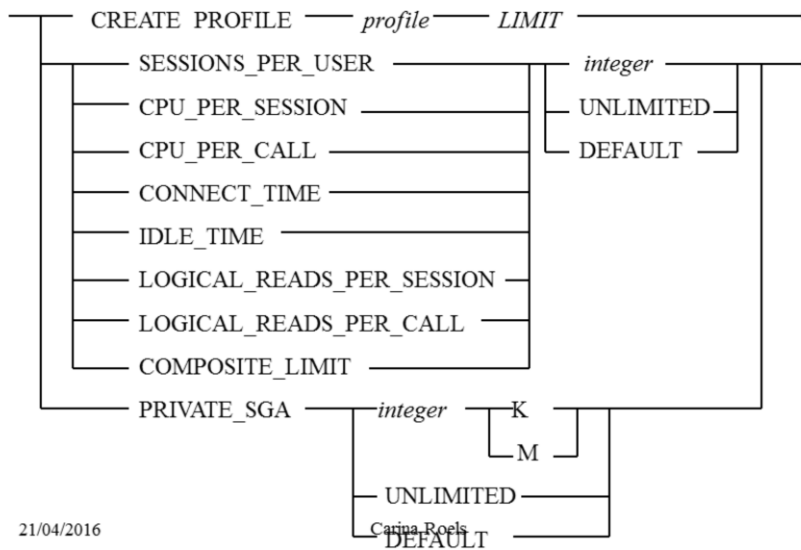 CREATE PROFILE profile LIMIT
SESSIONS_PER_USER integer
CPU_PER_SESSION UNLIMITED
CPU_PER_CALL DEFAULT
CONNECT_TIME
IDLE_TIME
LOGICAL_READS_PER_SESSION
LOGICAL_READS_PER_CALL
COMPOSITE_LIMIT
PRIVATE_SGA integer K
M
UNLIMITED
21/04/2016 Carina Roels
DEFAULT